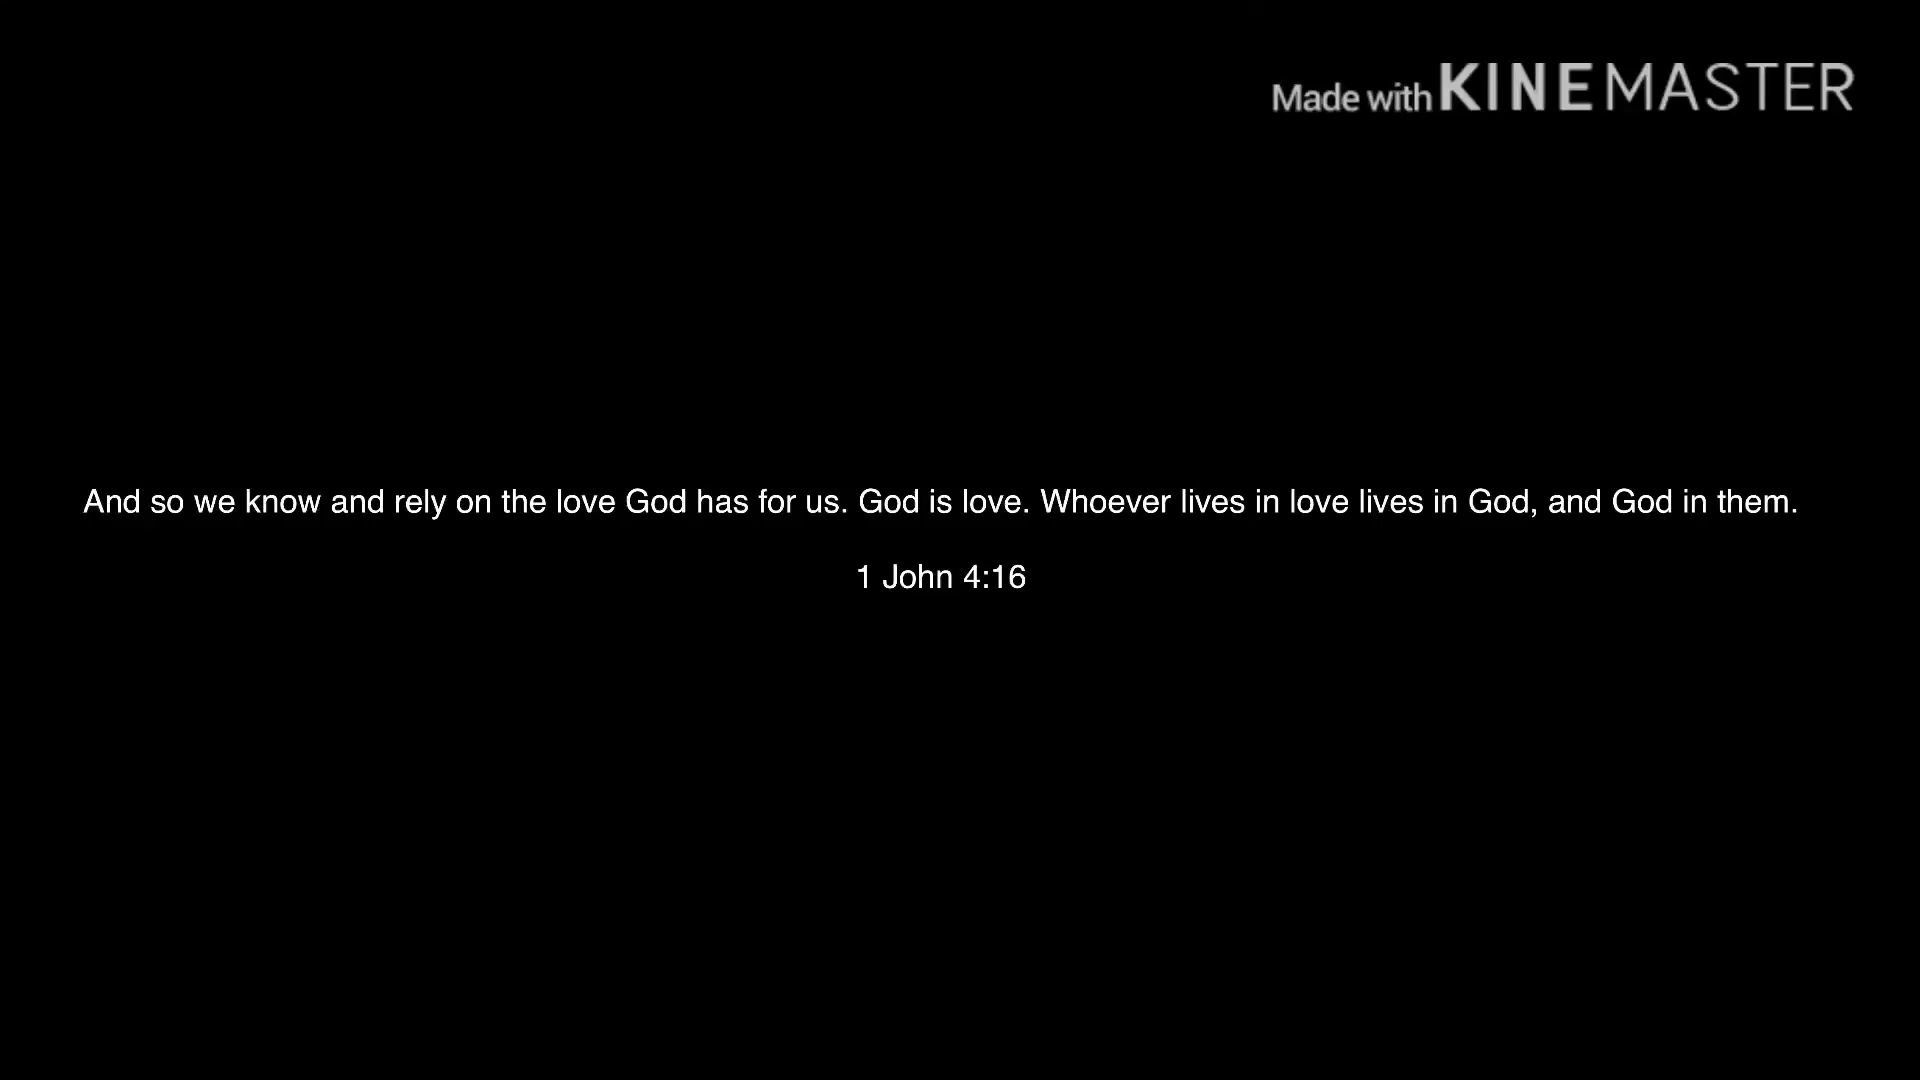 Made with KINEMASTER
And so we know and rely on the love God has for us. God is love. Whoever lives in love lives in God, and God in them.
1 John 4:16